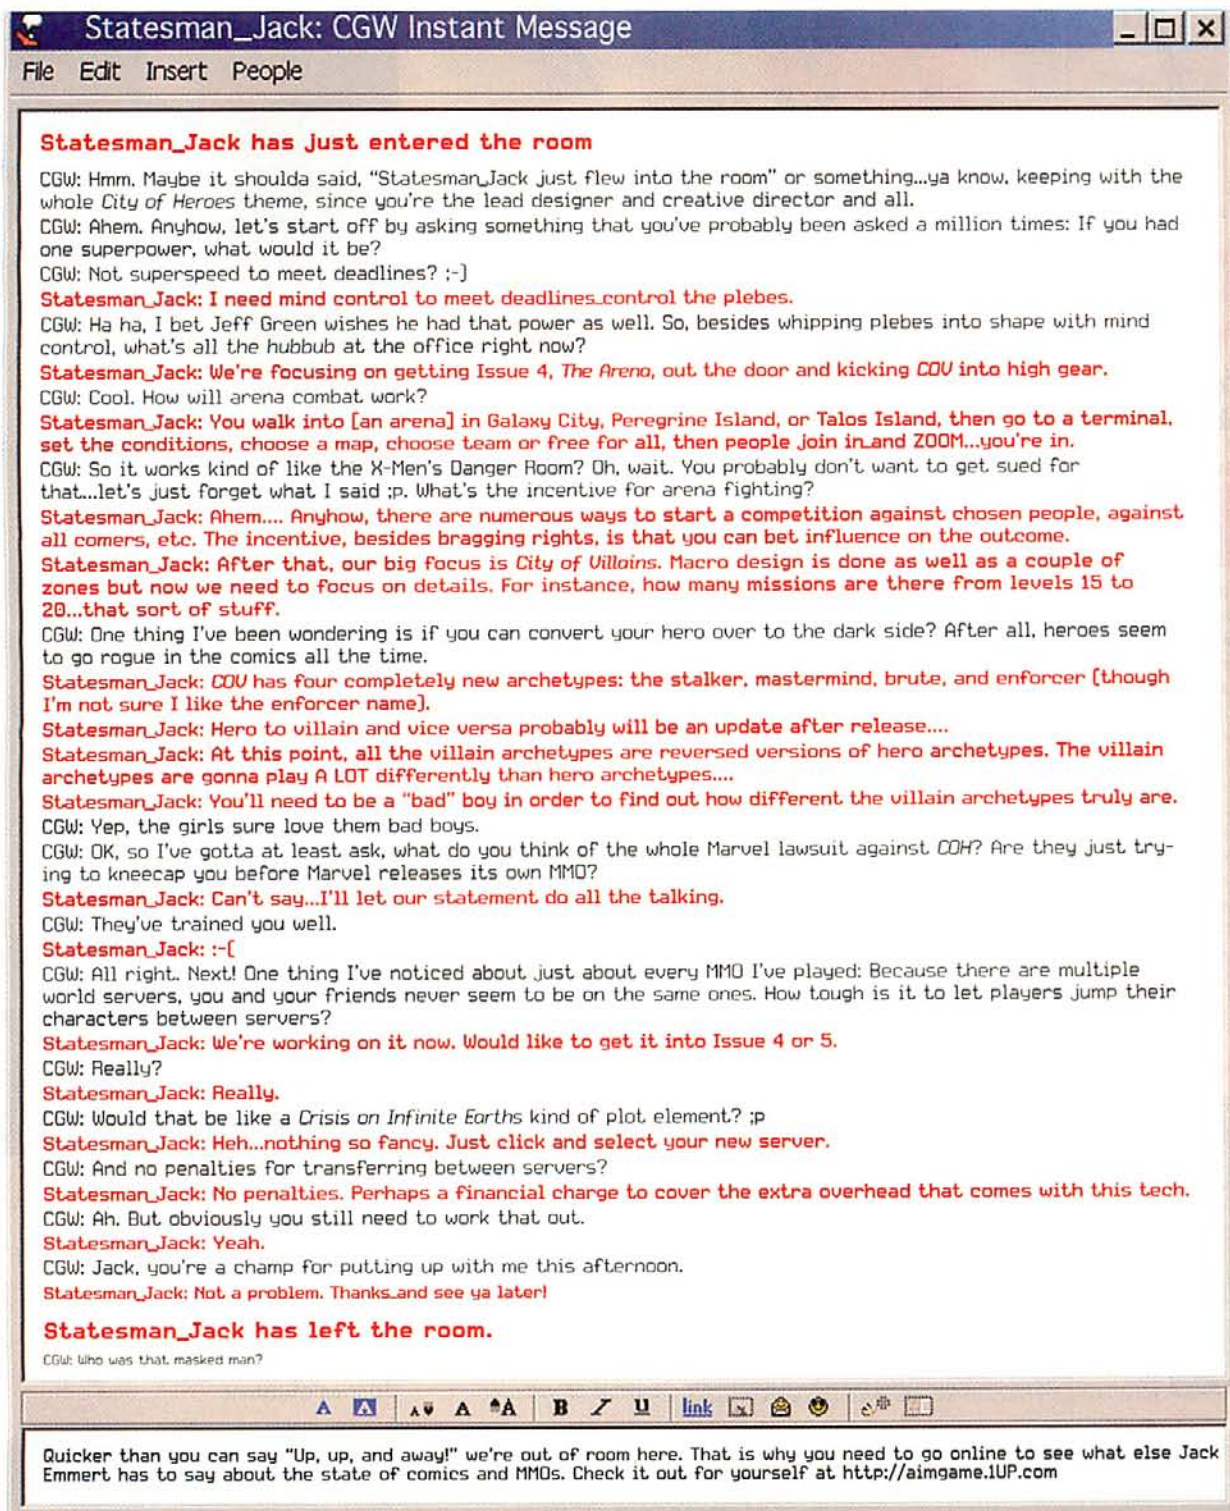 Statesman_Jack: CGW Instant Message
File Edit Insert People
Statesman_Jack has just entered the room
CGW: Hmm. Maybe it shoulda said, "Statesman_Jack just flew into the room" or something...ya know, keeping with the
whole City of Heroes theme, since you're the lead designer and creative director and all.
CGW: Ahem. Anyhow, let's start off by asking something that you've probably been asked a million times: If you had
one superpower, what would it be?
CGW: Not superspeed to meet deadlines? ;-)
Statesman_Jack: I need mind control to meet deadlines_control the plebes.
CGW: Ha ha, I bet Jeff Green wishes he had that power as well. So, besides whipping plebes into shape with mind
control, what's all the hubbub at the office right now?
Statesman_Jack: We're focusing on getting Issue 4, The Arena, out the door and kicking COV into high gear.
CGW: Cool. How will arena combat work?
Statesman_Jack: You walk into [an arena] in Galaxy City, Peregrine Island, or Talos Island, then go to a terminal,
set the conditions, choose a map, choose team or free for all, then people join in_and ZOOM...you're in.
CGW: So it works kind of like the X-Men's Danger Room? Oh, wait. You probably don't want to get sued for
that...let's just forget what I said ;p. What's the incentive for arena fighting?
Statesman_Jack: Ahem.... Anyhow, there are numerous ways to start a competition against chosen people, against
all comers, etc. The incentive, besides bragging rights, is that you can bet influence on the outcome.
Statesman_Jack: After that, our big focus is City of Villains. Macro design is done as well as a couple of
zones but now we need to focus on details. For instance, how many missions are there from levels 15 to
20...that sort of stuff.
CGW: One thing I've been wondering is if you can convert your hero over to the dark side? After all, heroes seem
to go rogue in the comics all the time.
Statesman_Jack: COV has four completely new archetypes: the stalker, mastermind, brute, and enforcer (though
I'm not sure I like the enforcer name).
Statesman_Jack: Hero to villain and vice versa probably will be an update after release....
Statesman_Jack: At this point, all the villain archetypes are reversed versions of hero archetypes. The villain
archetypes are gonna play A LOT differently than hero archetypes....
Statesman_Jack: You'll need to be a "bad" boy in order to find out how different the villain archetypes truly are.
CGW: Yep, the girls sure love them bad boys.
CGW: OK, so I've gotta at least ask, what do you think of the whole Marvel lawsuit against COH? Are they just try-
ing to kneecap you before Marvel releases its own MMO?
Statesman_Jack: Can't say...I'll let our statement do all the talking.
CGW: They've trained you well.
Statesman_Jack: :-(
CGW: All right. Next! One thing I've noticed about just about every MMO I've played: Because there are multiple
world servers, you and your friends never seem to be on the same ones. How tough is it to let players jump their
characters between servers?
Statesman_Jack: We're working on it now. Would like to get it into Issue 4 or 5.
CGW: Really?
Statesman_Jack: Really.
CGW: Would that be like a Crisis on Infinite Earths kind of plot element? ;p
Statesman_Jack: Heh...nothing so fancy. Just click and select your new server.
CGW: And no penalties for transferring between servers?
Statesman_Jack: No penalties. Perhaps a financial charge to cover the extra overhead that comes with this tech.
CGW: Ah. But obviously you still need to work that out.
Statesman_Jack: Yeah.
CGW: Jack, you're a champ for putting up with me this afternoon.
Statesman_Jack: Not a problem. Thanks_and see ya later!
Statesman_Jack has left the room.
CGW: Who was that masked man?
A A A A A B I U link
Quicker than you can say "Up, up, and away!" we're out of room here. That is why you need to go online to see what else Jack
Emmert has to say about the state of comics and MMOs. Check it out for yourself at http://aimgame.1UP.com